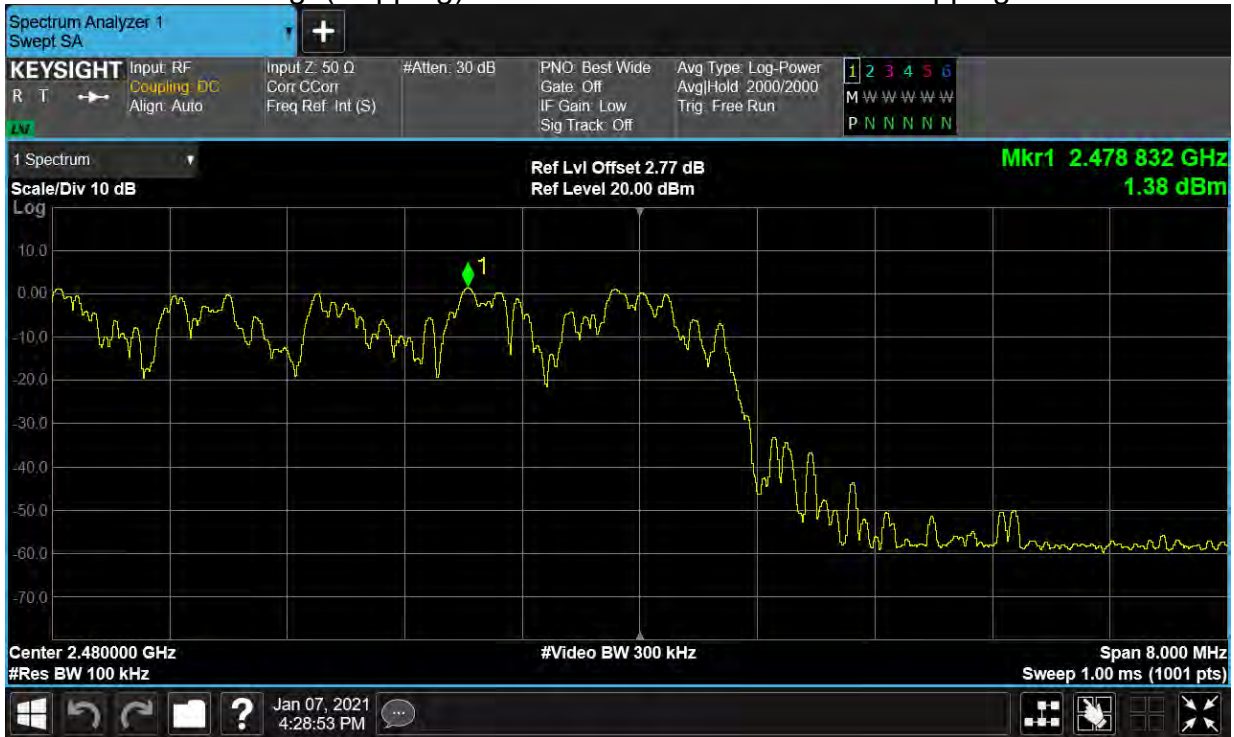 Spectrum Analyzer 1
Swept SA
+
KEYSIGHT Input: RF Input Z: 50 Ω #Atten: 30 dB PNO: Best Wide Avg Type: Log-Power 1 2 3 4 5 6
R T Coupling: DC Corr CCorr Gate: Off Avg|Hold: 2000/2000 M W W W W W W
Align: Auto Freq Ref: Int (S) IF Gain: Low Trig: Free Run
Sig Track: Off P N N N N N N
LXI
1 Spectrum Ref Lvl Offset 2.77 dB Mkr1 2.478 832 GHz
Scale/Div 10 dB Ref Level 20.00 dBm 1.38 dBm
Log
10.0
1
0.00
-10.0
-20.0
-30.0
-40.0
-50.0
-60.0
-70.0
Center 2.480000 GHz #Video BW 300 kHz Span 8.000 MHz
#Res BW 100 kHz Sweep 1.00 ms (1001 pts)
? Jan 07, 2021
4:28:53 PM